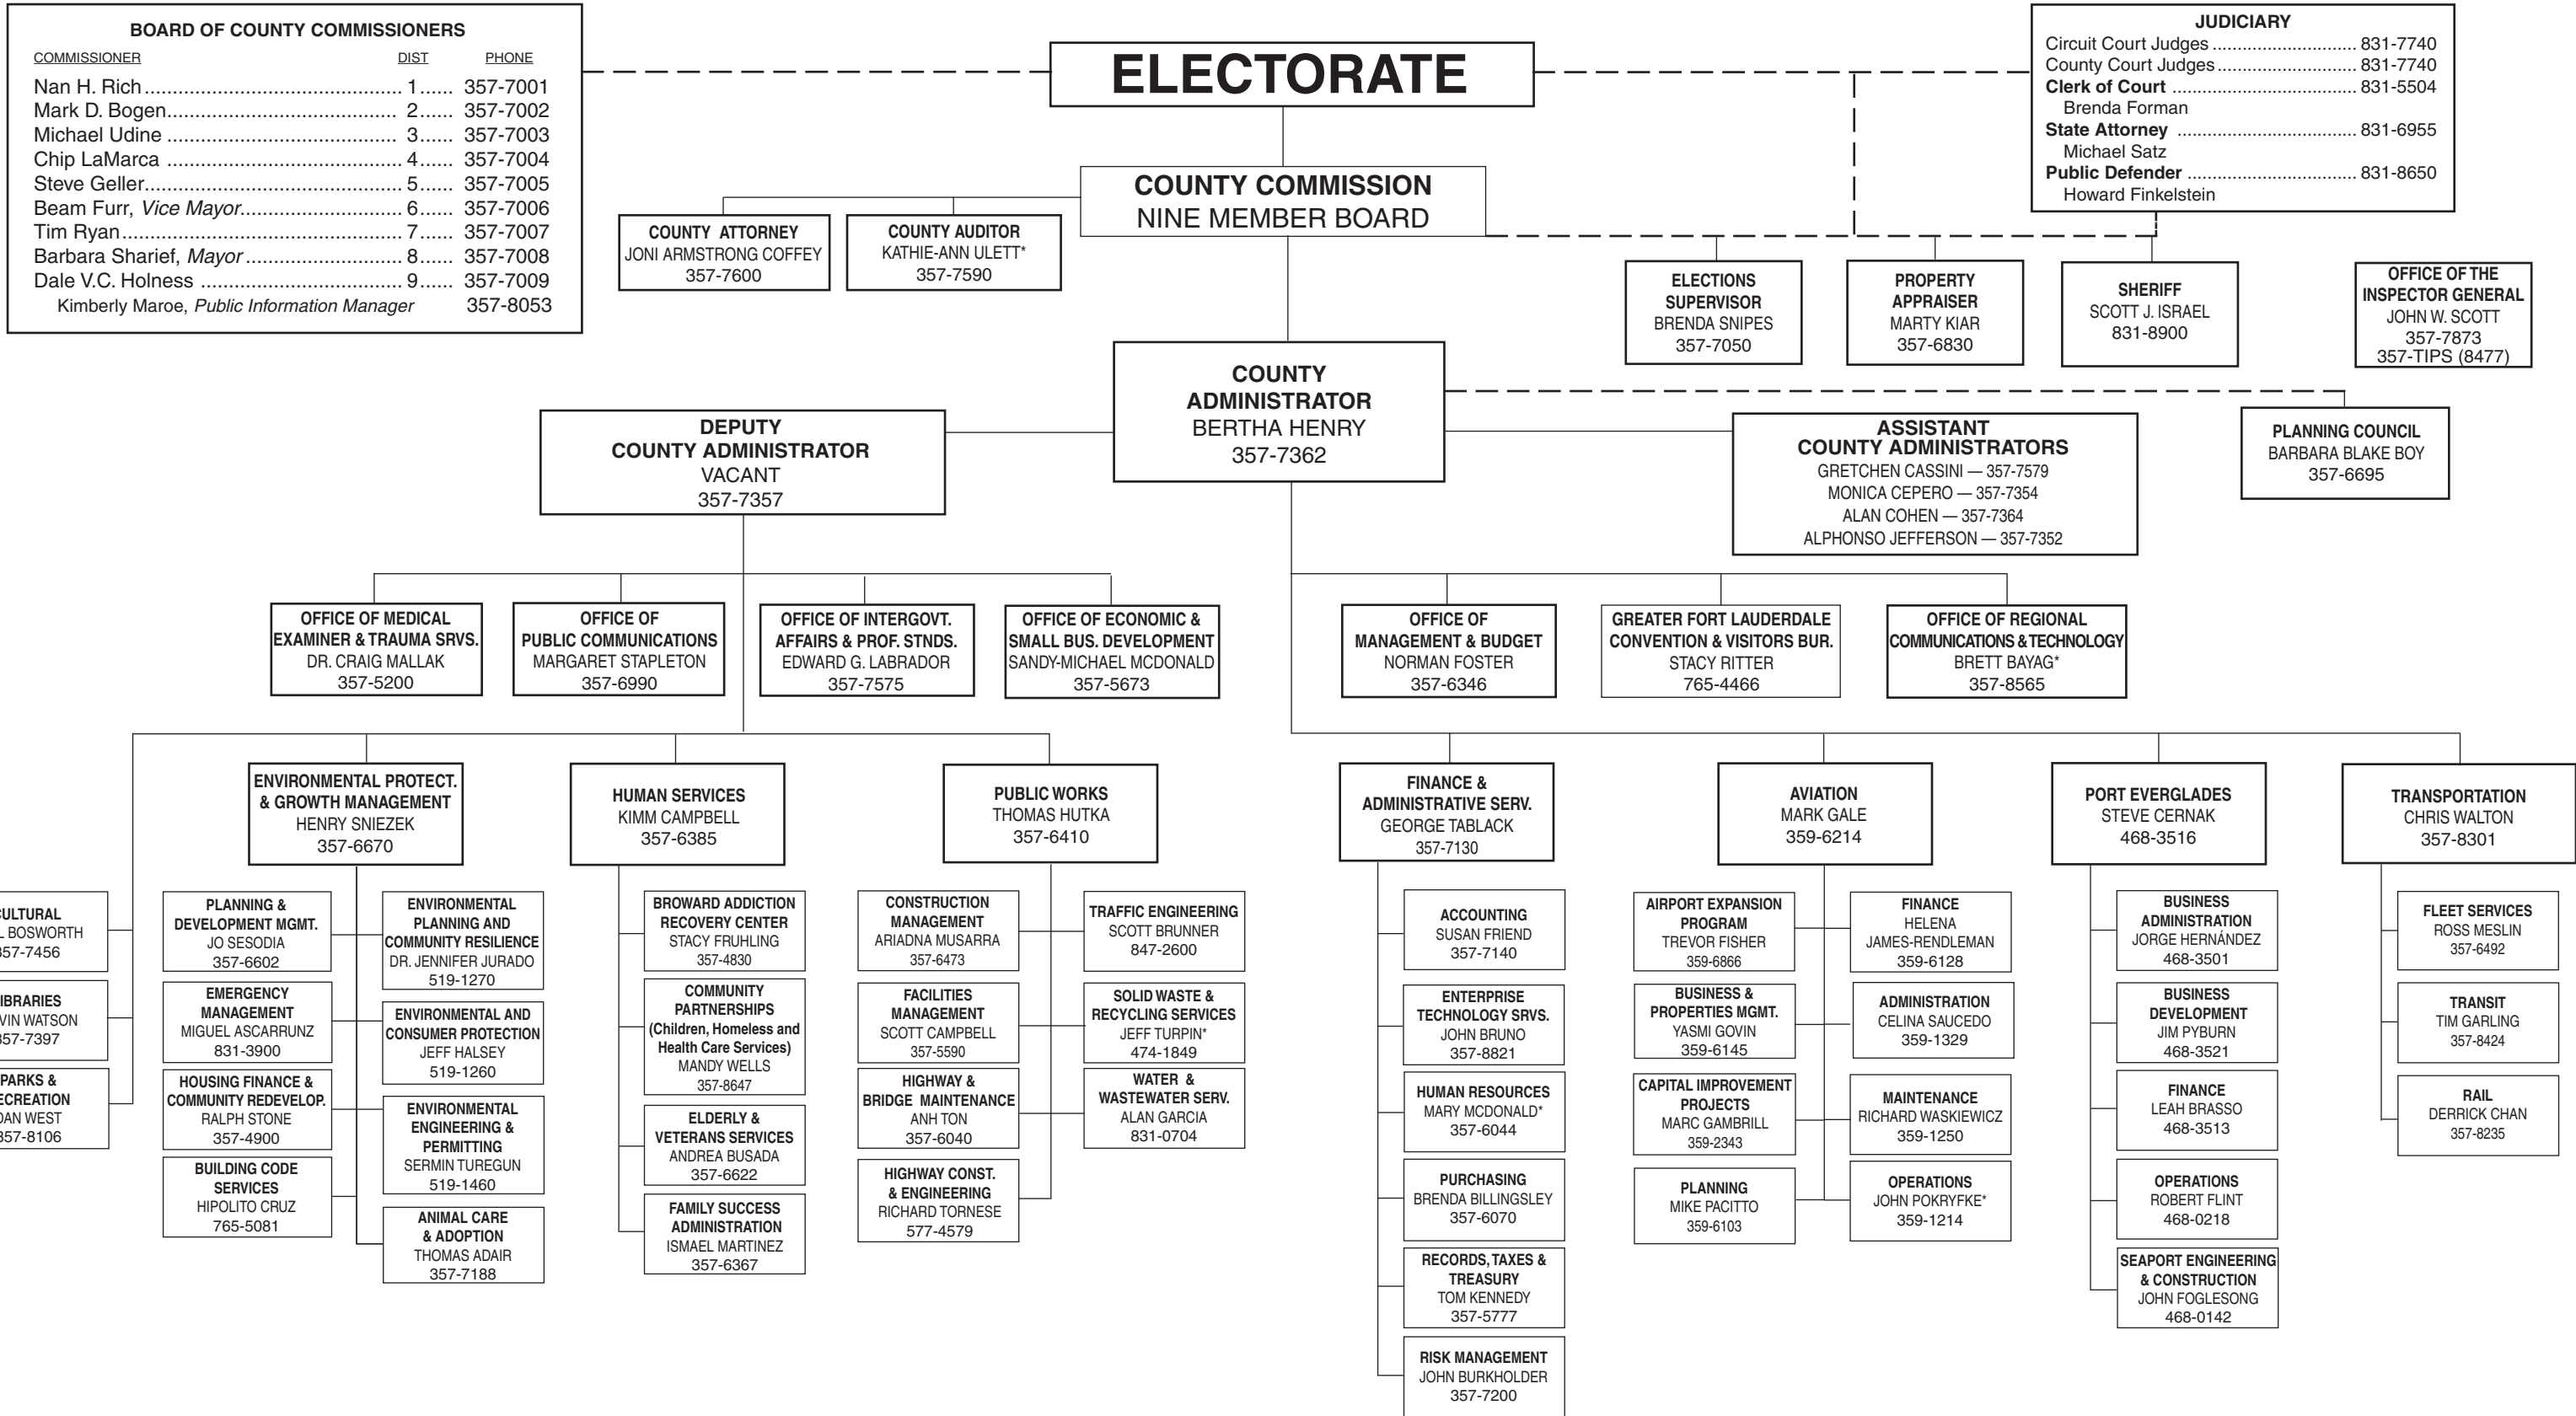 BOARD OF COUNTY COMMISSIONERS
COMMISSIONER DIST PHONE
Nan H. Rich 1 357-7001
Mark D. Bogen 2 357-7002
Michael Udine 3 357-7003
Chip LaMarca 4 357-7004
Steve Geller 5 357-7005
Beam Furr, Vice Mayor 6 357-7006
Tim Ryan 7 357-7007
Barbara Sharief, Mayor 8 357-7008
Dale V.C. Holness 9 357-7009
Kimberly Maroe, Public Information Manager 357-8053
ELECTORATE
JUDICIARY
Circuit Court Judges 831-7740
County Court Judges 831-7740
Clerk of Court 831-5504
Brenda Forman
State Attorney 831-6955
Michael Satz
Public Defender 831-8650
Howard Finkelstein
COUNTY COMMISSION
NINE MEMBER BOARD
COUNTY ATTORNEY
JONI ARMSTRONG COFFEY
357-7600
COUNTY AUDITOR
KATHIE-ANN ULETT*
357-7590
ELECTIONS
SUPERVISOR
BRENDA SNIPES
357-7050
PROPERTY
APPRAISER
MARTY KIAR
357-6830
SHERIFF
SCOTT J. ISRAEL
831-8900
OFFICE OF THE
INSPECTOR GENERAL
JOHN W. SCOTT
357-7873
357-TIPS (8477)
COUNTY
ADMINISTRATOR
BERTHA HENRY
357-7362
DEPUTY
COUNTY ADMINISTRATOR
VACANT
357-7357
ASSISTANT
COUNTY ADMINISTRATORS
GRETCHEN CASSINI — 357-7579
MONICA CEPERO — 357-7354
ALAN COHEN — 357-7364
ALPHONSO JEFFERSON — 357-7352
PLANNING COUNCIL
BARBARA BLAKE BOY
357-6695
OFFICE OF MEDICAL
EXAMINER & TRAUMA SRVS.
DR. CRAIG MALLAK
357-5200
OFFICE OF
PUBLIC COMMUNICATIONS
MARGARET STAPLETON
357-6990
OFFICE OF INTERGOVT.
AFFAIRS & PROF. STNDS.
EDWARD G. LABRADOR
357-7575
OFFICE OF ECONOMIC &
SMALL BUS. DEVELOPMENT
SANDY-MICHAEL MCDONALD
357-5673
OFFICE OF
MANAGEMENT & BUDGET
NORMAN FOSTER
357-6346
GREATER FORT LAUDERDALE
CONVENTION & VISITORS BUR.
STACY RITTER
765-4466
OFFICE OF REGIONAL
COMMUNICATIONS & TECHNOLOGY
BRETT BAYAG*
357-8565
ENVIRONMENTAL PROTECT.
& GROWTH MANAGEMENT
HENRY SNIEZEK
357-6670
HUMAN SERVICES
KIMM CAMPBELL
357-6385
PUBLIC WORKS
THOMAS HUTKA
357-6410
FINANCE &
ADMINISTRATIVE SERV.
GEORGE TABLACK
357-7130
AVIATION
MARK GALE
359-6214
PORT EVERGLADES
STEVE CERNAK
468-3516
TRANSPORTATION
CHRIS WALTON
357-8301
ULTURAL
L BOSWORTH
357-7456
IBRARIES
VIN WATSON
357-7397
PARKS &
ECREATION
DAN WEST
357-8106
PLANNING &
DEVELOPMENT MGMT.
JO SESODIA
357-6602
EMERGENCY
MANAGEMENT
MIGUEL ASCARRUNZ
831-3900
HOUSING FINANCE &
COMMUNITY REDEVELOP.
RALPH STONE
357-4900
BUILDING CODE
SERVICES
HIPOLITO CRUZ
765-5081
ENVIRONMENTAL
PLANNING AND
COMMUNITY RESILIENCE
DR. JENNIFER JURADO
519-1270
ENVIRONMENTAL AND
CONSUMER PROTECTION
JEFF HALSEY
519-1260
ENVIRONMENTAL
ENGINEERING &
PERMITTING
SERMIN TUREGUN
519-1460
ANIMAL CARE
& ADOPTION
THOMAS ADAIR
357-7188
BROWARD ADDICTION
RECOVERY CENTER
STACY FRUHLING
357-4830
COMMUNITY
PARTNERSHIPS
(Children, Homeless and
Health Care Services)
MANDY WELLS
357-8647
ELDERLY &
VETERANS SERVICES
ANDREA BUSADA
357-6622
FAMILY SUCCESS
ADMINISTRATION
ISMAEL MARTINEZ
357-6367
CONSTRUCTION
MANAGEMENT
ARIADNA MUSARRA
357-6473
FACILITIES
MANAGEMENT
SCOTT CAMPBELL
357-5590
HIGHWAY &
BRIDGE MAINTENANCE
ANH TON
357-6040
HIGHWAY CONST.
& ENGINEERING
RICHARD TORNESE
577-4579
TRAFFIC ENGINEERING
SCOTT BRUNNER
847-2600
SOLID WASTE &
RECYCLING SERVICES
JEFF TURPIN*
474-1849
WATER &
WASTEWATER SERV.
ALAN GARCIA
831-0704
ACCOUNTING
SUSAN FRIEND
357-7140
ENTERPRISE
TECHNOLOGY SRVS.
JOHN BRUNO
357-8821
HUMAN RESOURCES
MARY MCDONALD*
357-6044
PURCHASING
BRENDA BILLINGSLEY
357-6070
RECORDS, TAXES &
TREASURY
TOM KENNEDY
357-5777
RISK MANAGEMENT
JOHN BURKHOLDER
357-7200
AIRPORT EXPANSION
PROGRAM
TREVOR FISHER
359-6866
BUSINESS &
PROPERTIES MGMT.
YASMI GOVIN
359-6145
CAPITAL IMPROVEMENT
PROJECTS
MARC GAMBRILL
359-2343
PLANNING
MIKE PACITTO
359-6103
FINANCE
HELENA
JAMES-RENDLEMAN
359-6128
ADMINISTRATION
CELINA SAUCEDO
359-1329
MAINTENANCE
RICHARD WASKIEWICZ
359-1250
OPERATIONS
JOHN POKRYFKE*
359-1214
BUSINESS
ADMINISTRATION
JORGE HERNÁNDEZ
468-3501
BUSINESS
DEVELOPMENT
JIM PYBURN
468-3521
FINANCE
LEAH BRASSO
468-3513
OPERATIONS
ROBERT FLINT
468-0218
SEAPORT ENGINEERING
& CONSTRUCTION
JOHN FOGLESONG
468-0142
FLEET SERVICES
ROSS MESLIN
357-6492
TRANSIT
TIM GARLING
357-8424
RAIL
DERRICK CHAN
357-8235